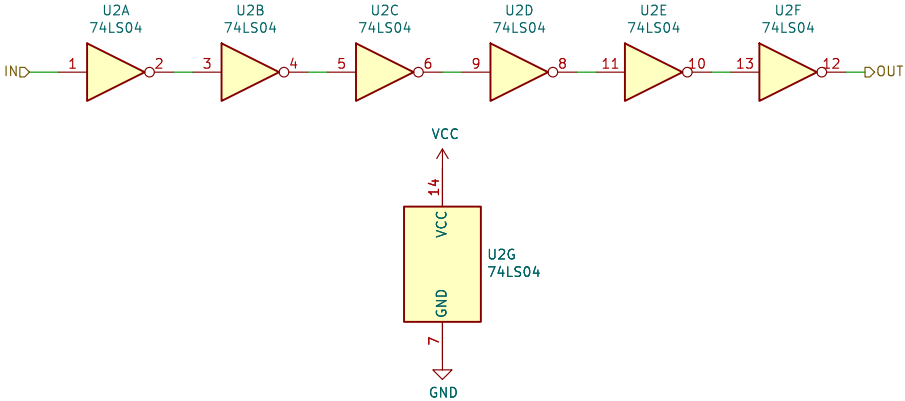 U2A U2B U2C U2D U2E U2F
74LS04 74LS04 74LS04 74LS04 74LS04 74LS04
IN 1 2 3 4 5 6 9 8 11 10 13 12 OUT
VCC
14
VCC
U2G
74LS04
GND
7
GND